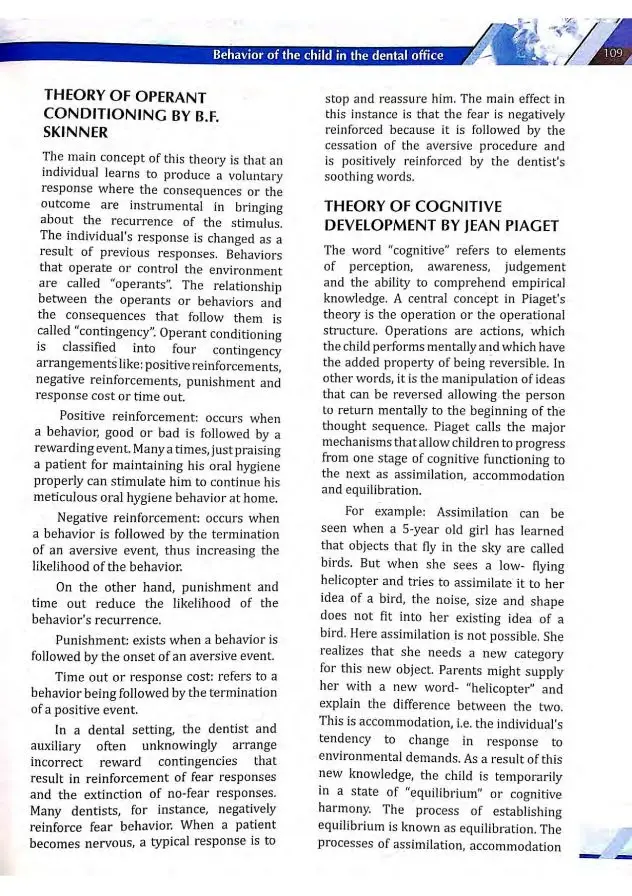 Behavior of the child in the dental office
109
THEORY OF OPERANT
CONDITIONING BY B.F.
SKINNER
The main concept of this theory is that an
individual learns to produce a voluntary
response where the consequences or the
outcome are instrumental in bringing
about the recurrence of the stimulus.
The individual's response is changed as a
result of previous responses. Behaviors
that operate or control the environment
are called "operants". The relationship
between the operants or behaviors and
the consequences that follow them is
called "contingency". Operant conditioning
is classified into four contingency
arrangements like: positive reinforcements,
negative reinforcements, punishment and
response cost or time out.
Positive reinforcement: occurs when
a behavior, good or bad is followed by a
rewarding event. Many a times, just praising
a patient for maintaining his oral hygiene
properly can stimulate him to continue his
meticulous oral hygiene behavior at home.
Negative reinforcement: occurs when
a behavior is followed by the termination
of an aversive event, thus increasing the
likelihood of the behavior.
On the other hand, punishment and
time out reduce the likelihood of the
behavior's recurrence.
Punishment: exists when a behavior is
followed by the onset of an aversive event.
Time out or response cost: refers to a
behavior being followed by the termination
of a positive event.
In a dental setting, the dentist and
auxiliary often unknowingly arrange
incorrect reward contingencies that
result in reinforcement of fear responses
and the extinction of no-fear responses.
Many dentists, for instance, negatively
reinforce fear behavior. When a patient
becomes nervous, a typical response is to
stop and reassure him. The main effect in
this instance is that the fear is negatively
reinforced because it is followed by the
cessation of the aversive procedure and
is positively reinforced by the dentist's
soothing words.
THEORY OF COGNITIVE
DEVELOPMENT BY JEAN PIAGET
The word "cognitive" refers to elements
of perception, awareness, judgement
and the ability to comprehend empirical
knowledge. A central concept in Piaget's
theory is the operation or the operational
structure. Operations are actions, which
the child performs mentally and which have
the added property of being reversible. In
other words, it is the manipulation of ideas
that can be reversed allowing the person
to return mentally to the beginning of the
thought sequence. Piaget calls the major
mechanisms that allow children to progress
from one stage of cognitive functioning to
the next as assimilation, accommodation
and equilibration.
For example: Assimilation can be
seen when a 5-year old girl has learned
that objects that fly in the sky are called
birds. But when she sees a low- flying
helicopter and tries to assimilate it to her
idea of a bird, the noise, size and shape
does not fit into her existing idea of a
bird. Here assimilation is not possible. She
realizes that she needs a new category
for this new object. Parents might supply
her with a new word- "helicopter" and
explain the difference between the two.
This is accommodation, i.e. the individual's
tendency to change in response to
environmental demands. As a result of this
new knowledge, the child is temporarily
in a state of "equilibrium" or cognitive
harmony. The process of establishing
equilibrium is known as equilibration. The
processes of assimilation, accommodation